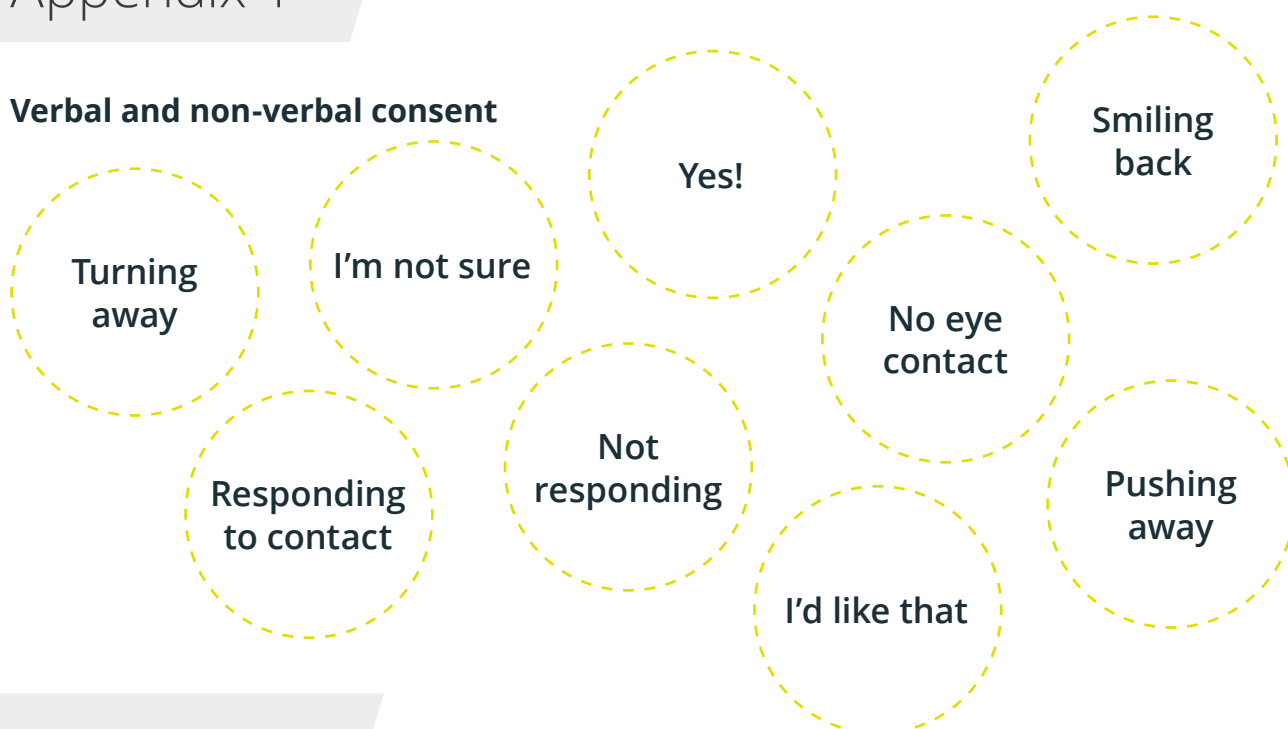 Verbal and non-verbal consent
Turning
away
I'm not sure
Yes!
Smiling
back
No eye
contact
Responding
to contact
Not
responding
I'd like that
Pushing
away